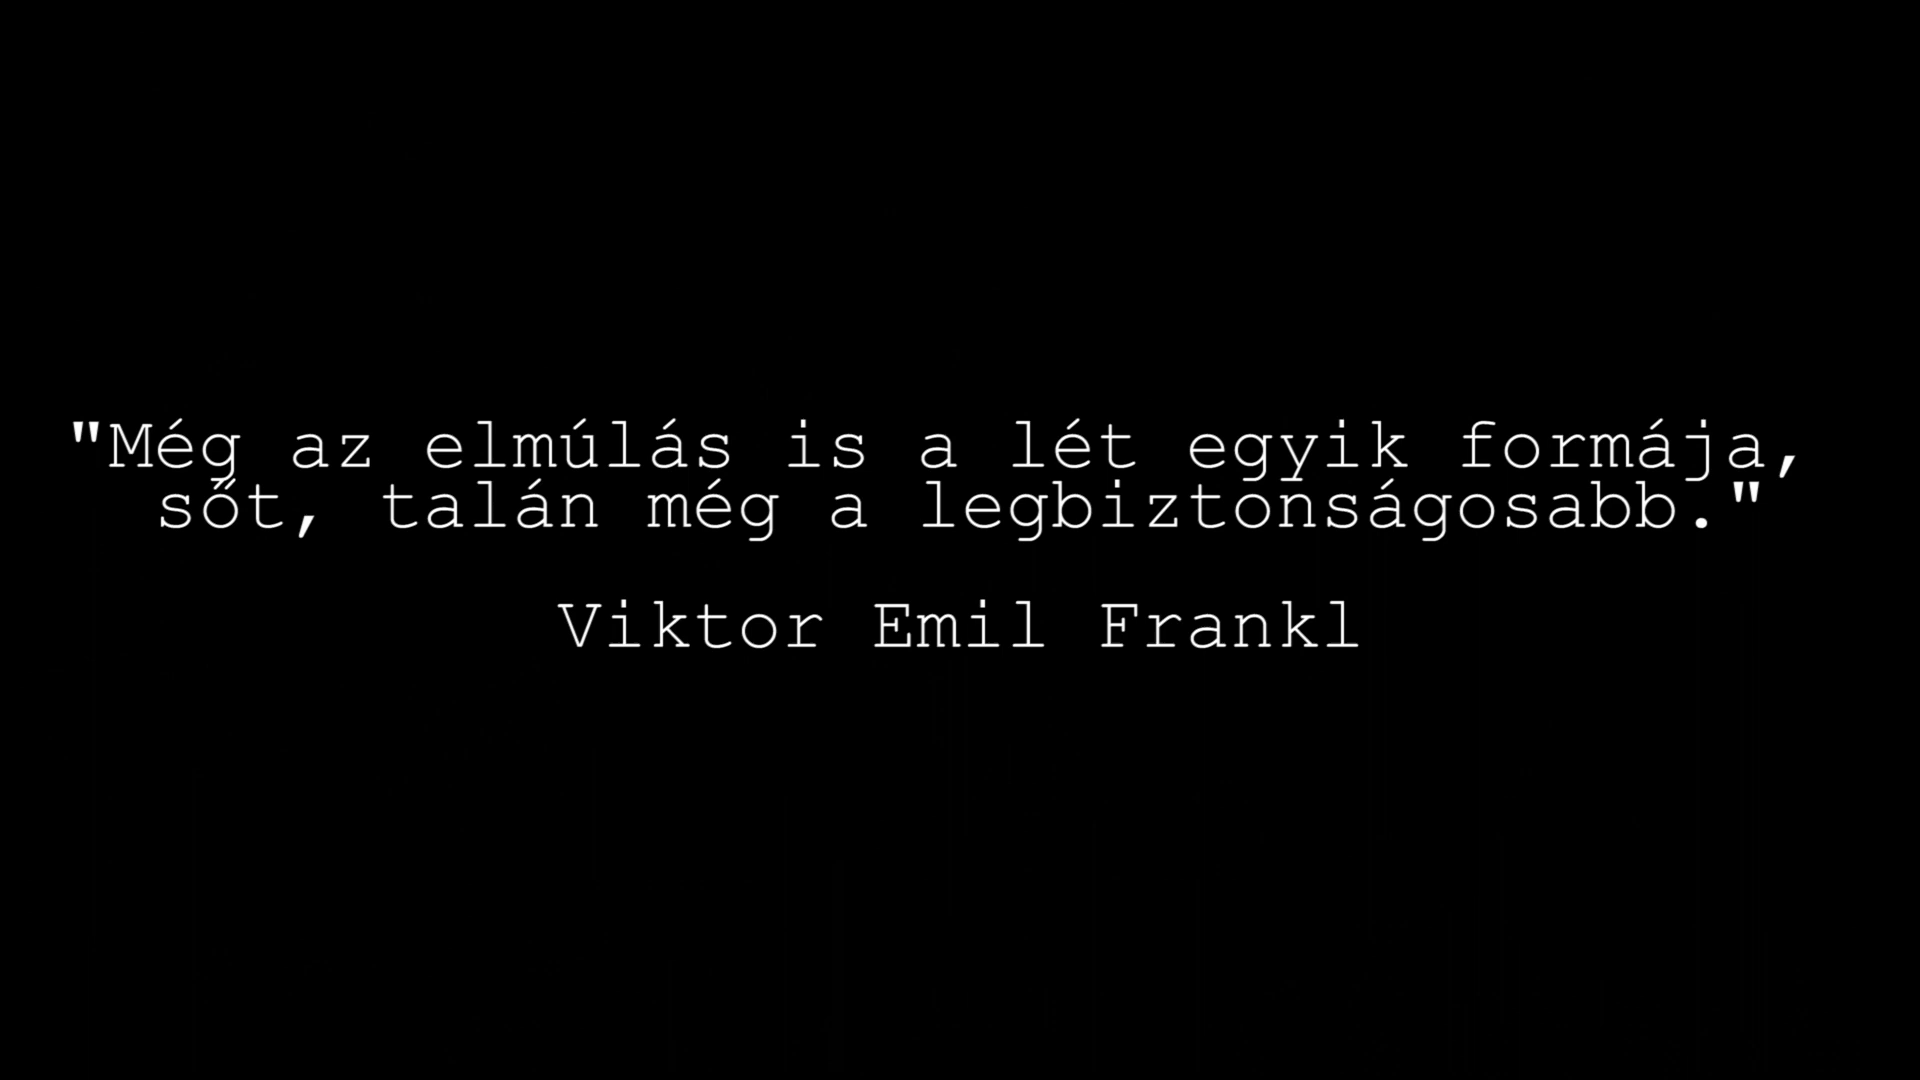 "Még az elmúlás is a lét egyik formája,
sőt, talán még a legbiztonságosabb."
Viktor Emil Frankl